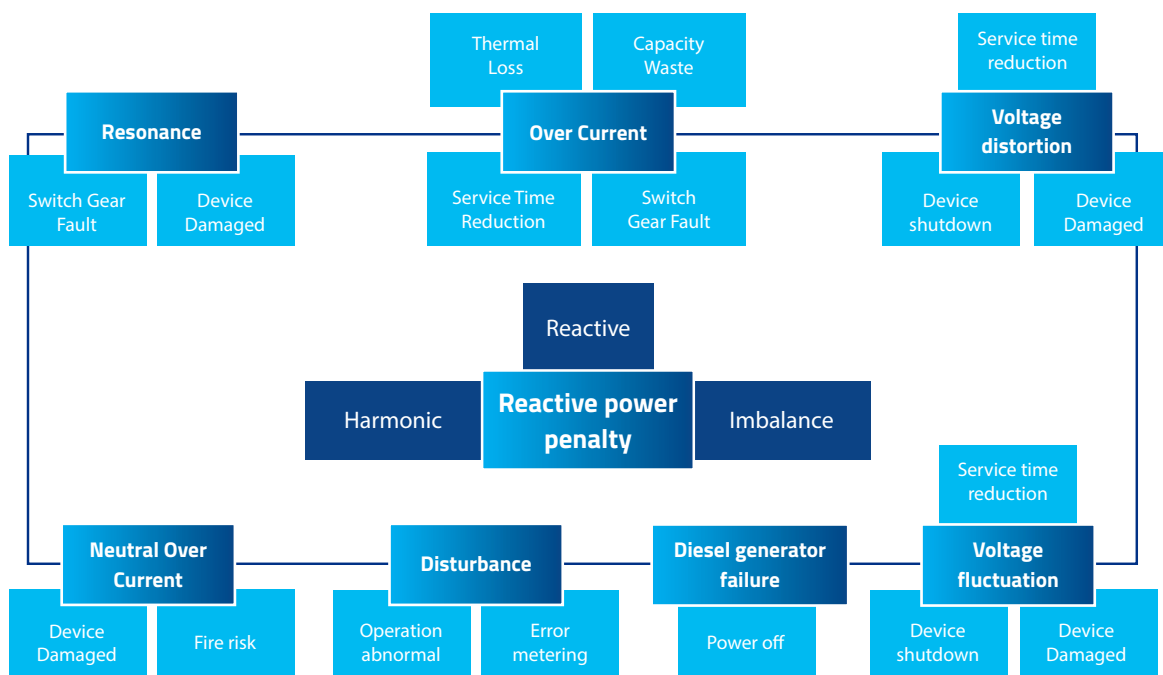 Thermal
Loss
Capacity
Waste
Service time
reduction
Resonance
Over Current
Voltage
distortion
Switch Gear
Fault
Device
Damaged
Service Time
Reduction
Switch
Gear Fault
Device
shutdown
Device
Damaged
Reactive
Harmonic
Reactive power
penalty
Imbalance
Service time
reduction
Neutral Over
Current
Disturbance
Diesel generator
failure
Voltage
fluctuation
Device
Damaged
Fire risk
Operation
abnormal
Error
metering
Power off
Device
shutdown
Device
Damaged